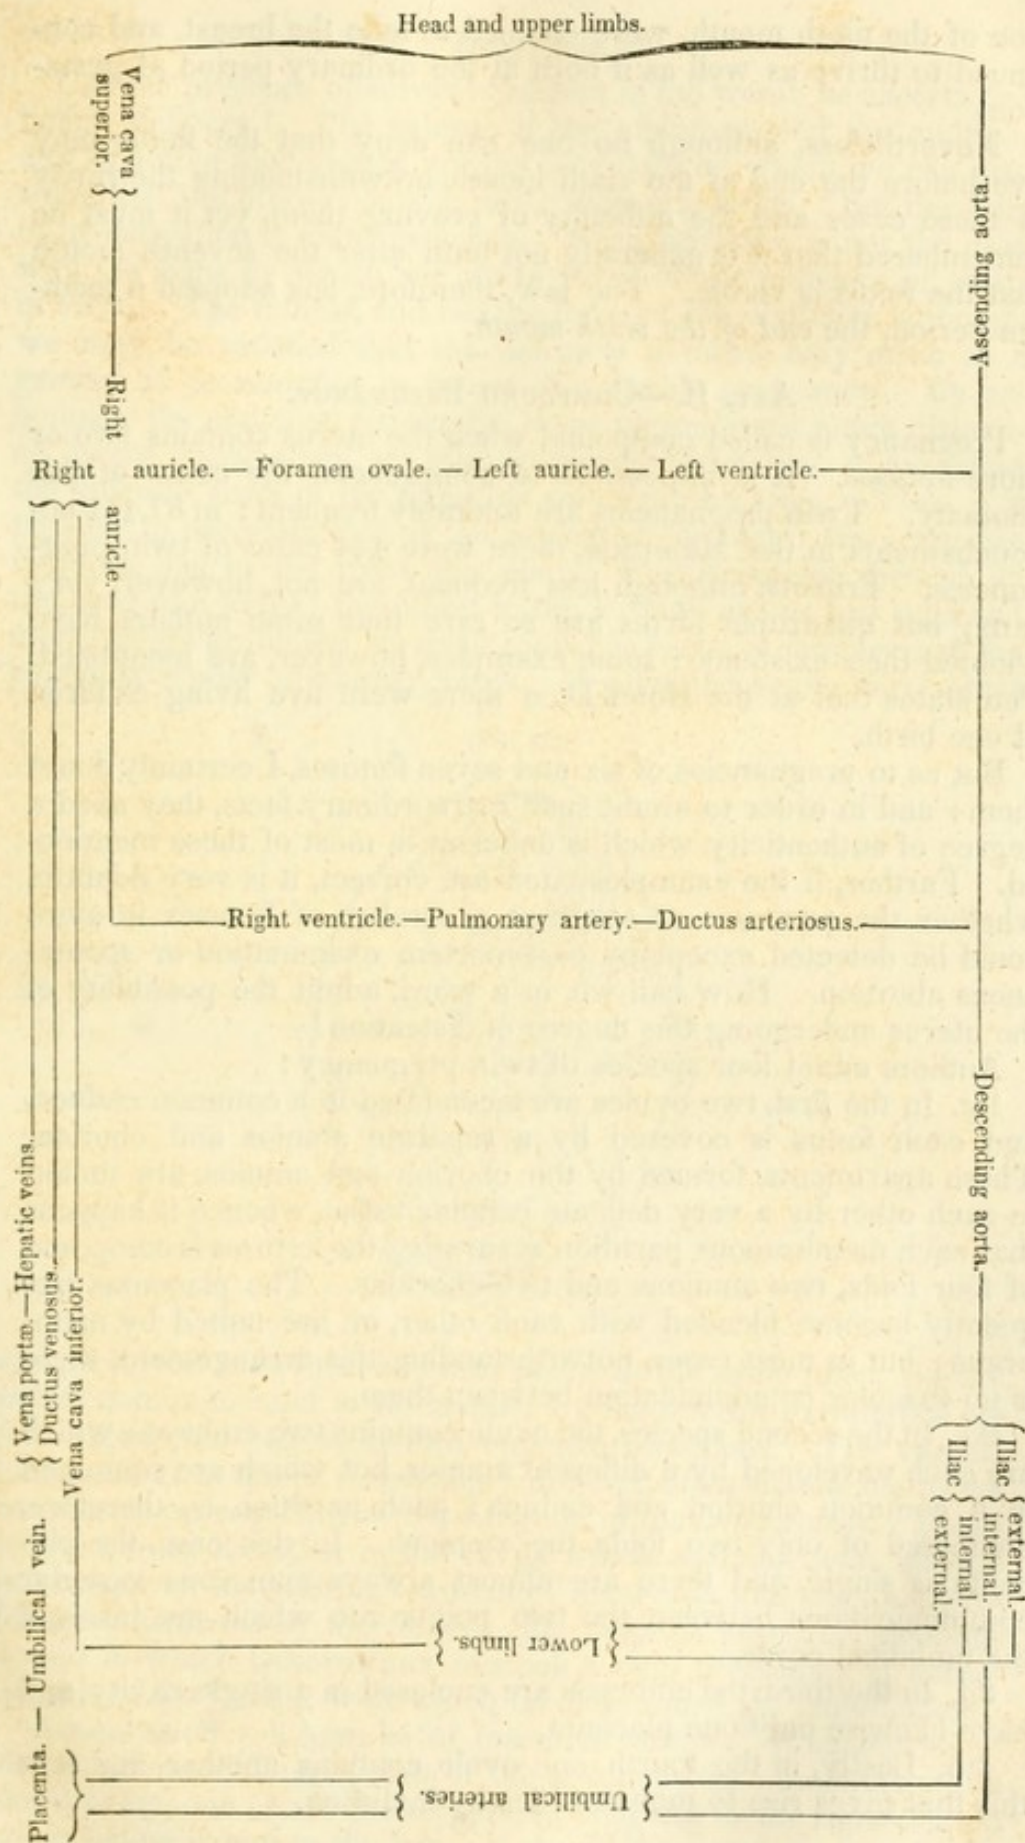 Head and upper limbs.
Vena cava
superior.
Ascending aorta.
Right
Right auricle. — Foramen ovale. — Left auricle. — Left ventricle.
auricle.
Right ventricle.—Pulmonary artery.—Ductus arteriosus.
Descending aorta.
Vena portæ.—Hepatic veins.
Ductus venosus.
Vena cava inferior.
Iliac
external.
internal.
Iliac
internal.
external.
Lower limbs.
Placenta. — Umbilical vein.
Umbilical arteries.